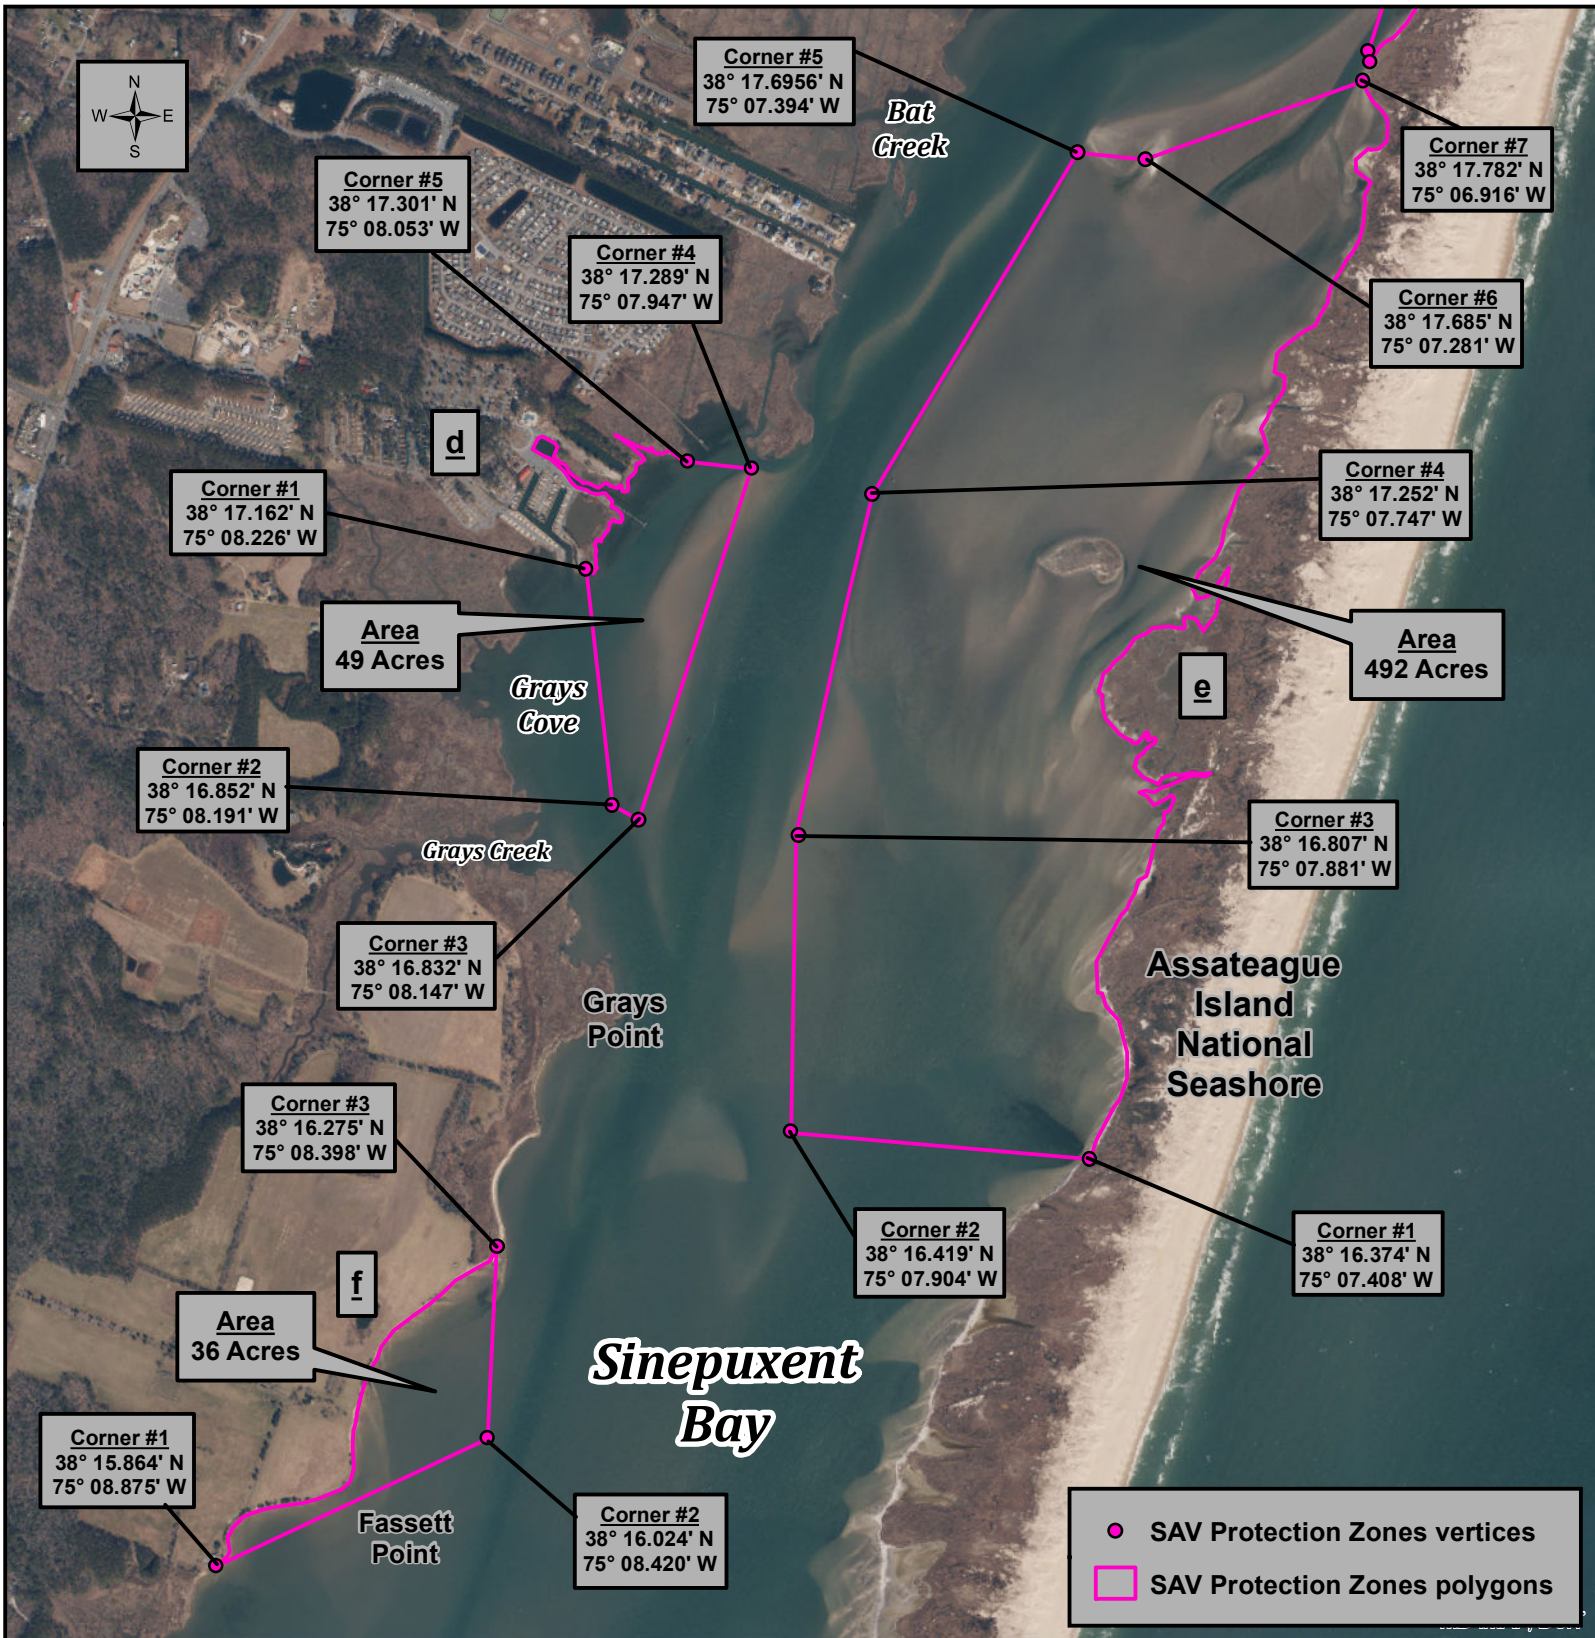 N
W E
S
Corner #5
38° 17.6956' N
75° 07.394' W
Bat
Creek
Corner #7
38° 17.782' N
75° 06.916' W
Corner #5
38° 17.301' N
75° 08.053' W
Corner #4
38° 17.289' N
75° 07.947' W
Corner #6
38° 17.685' N
75° 07.281' W
d
Corner #1
38° 17.162' N
75° 08.226' W
Corner #4
38° 17.252' N
75° 07.747' W
Area
49 Acres
Area
492 Acres
e
Grays
Cove
Corner #2
38° 16.852' N
75° 08.191' W
Grays Creek
Corner #3
38° 16.807' N
75° 07.881' W
Corner #3
38° 16.832' N
75° 08.147' W
Grays
Point
Assateague
Island
National
Seashore
Corner #3
38° 16.275' N
75° 08.398' W
Corner #2
38° 16.419' N
75° 07.904' W
Corner #1
38° 16.374' N
75° 07.408' W
f
Area
36 Acres
Sinepuxent
Bay
Corner #1
38° 15.864' N
75° 08.875' W
Fassett
Point
Corner #2
38° 16.024' N
75° 08.420' W
SAV Protection Zones vertices
SAV Protection Zones polygons